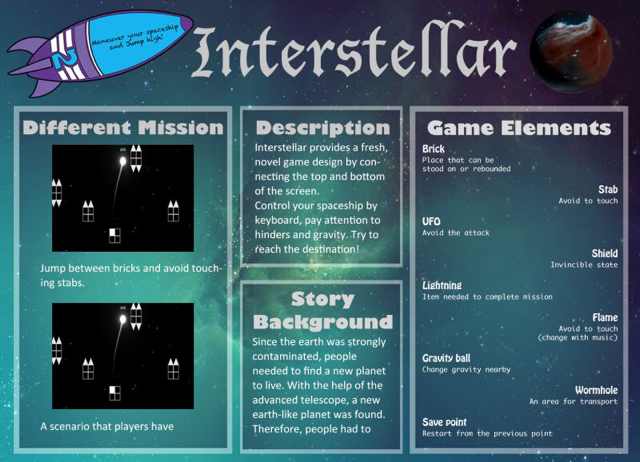 Maneuver your spaceship
and Jump high!
Interstellar
Different Mission
Jump between bricks and avoid touch-
ing stabs.
A scenario that players have
Description
Interstellar provides a fresh,
novel game design by con-
necting the top and bottom
of the screen.
Control your spaceship by
keyboard, pay attention to
hinders and gravity. Try to
reach the destination!
Story
Background
Since the earth was strongly
contaminated, people
needed to find a new planet
to live. With the help of the
advanced telescope, a new
earth-like planet was found.
Therefore, people had to
Game Elements
Brick
Place that can be
stood on or rebounded
Stab
Avoid to touch
UFO
Avoid the attack
Shield
Invincible state
Lightning
Item needed to complete mission
Flame
Avoid to touch
(change with music)
Gravity ball
Change gravity nearby
Wormhole
An area for transport
Save point
Restart from the previous point